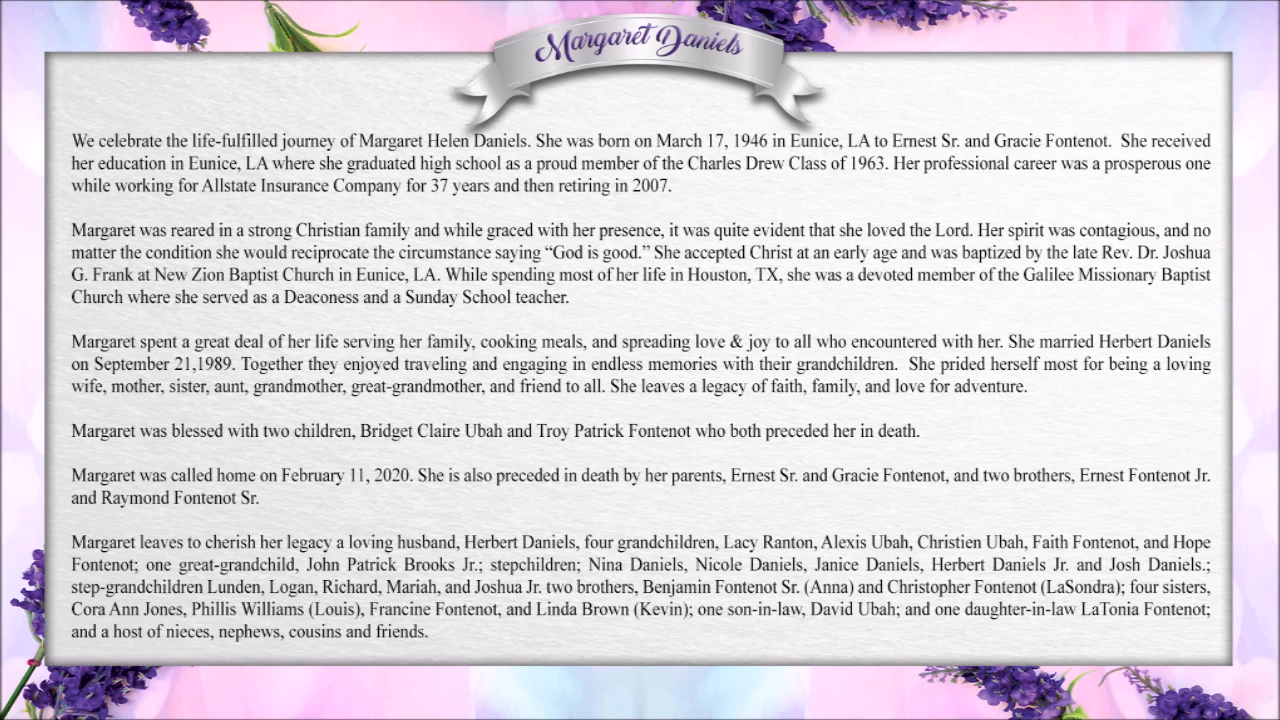 Margaret Daniels
We celebrate the life-fulfilled journey of Margaret Helen Daniels. She was born on March 17, 1946 in Eunice, LA to Ernest Sr. and Gracie Fontenot.  She received
her education in Eunice, LA where she graduated high school as a proud member of the Charles Drew Class of 1963. Her professional career was a prosperous one
while working for Allstate Insurance Company for 37 years and then retiring in 2007.
Margaret was reared in a strong Christian family and while graced with her presence, it was quite evident that she loved the Lord. Her spirit was contagious, and no
matter the condition she would reciprocate the circumstance saying “God is good.” She accepted Christ at an early age and was baptized by the late Rev. Dr. Joshua
G. Frank at New Zion Baptist Church in Eunice, LA. While spending most of her life in Houston, TX, she was a devoted member of the Galilee Missionary Baptist
Church where she served as a Deaconess and a Sunday School teacher.
Margaret spent a great deal of her life serving her family, cooking meals, and spreading love & joy to all who encountered with her. She married Herbert Daniels
on September 21,1989. Together they enjoyed traveling and engaging in endless memories with their grandchildren.  She prided herself most for being a loving
wife, mother, sister, aunt, grandmother, great-grandmother, and friend to all. She leaves a legacy of faith, family, and love for adventure.
Margaret was blessed with two children, Bridget Claire Ubah and Troy Patrick Fontenot who both preceded her in death.
Margaret was called home on February 11, 2020. She is also preceded in death by her parents, Ernest Sr. and Gracie Fontenot, and two brothers, Ernest Fontenot Jr.
and Raymond Fontenot Sr.
Margaret leaves to cherish her legacy a loving husband, Herbert Daniels, four grandchildren, Lacy Ranton, Alexis Ubah, Christien Ubah, Faith Fontenot, and Hope
Fontenot; one great-grandchild, John Patrick Brooks Jr.; stepchildren; Nina Daniels, Nicole Daniels, Janice Daniels, Herbert Daniels Jr. and Josh Daniels.;
step-grandchildren Lunden, Logan, Richard, Mariah, and Joshua Jr. two brothers, Benjamin Fontenot Sr. (Anna) and Christopher Fontenot (LaSondra); four sisters,
Cora Ann Jones, Phillis Williams (Louis), Francine Fontenot, and Linda Brown (Kevin); one son-in-law, David Ubah; and one daughter-in-law LaTonia Fontenot;
and a host of nieces, nephews, cousins and friends.